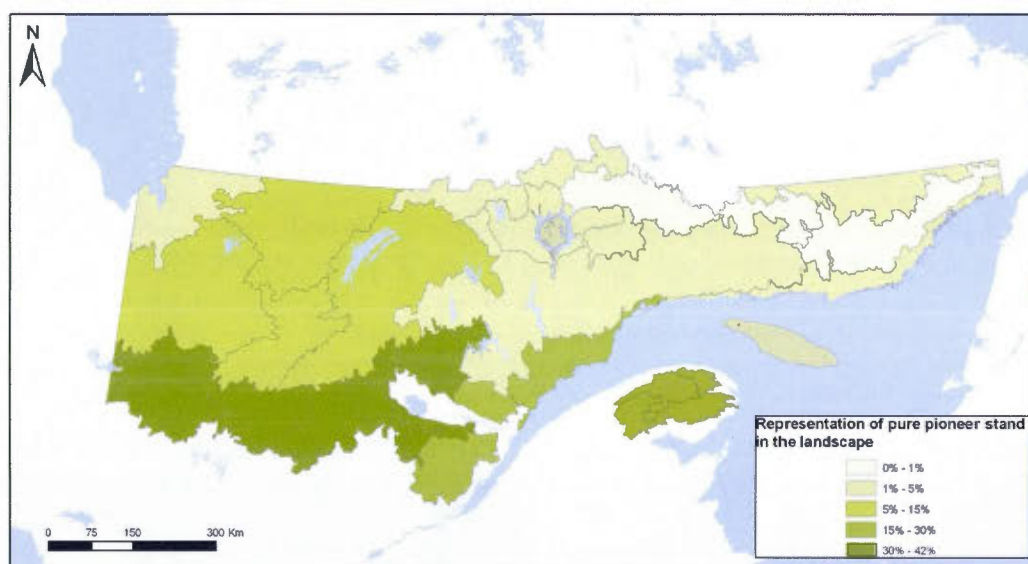 N
Representation of pure pioneer stand
in the landscape
0% - 1%
1% - 5%
5% - 15%
15% - 30%
30% - 42%
0 75 150 300 Km